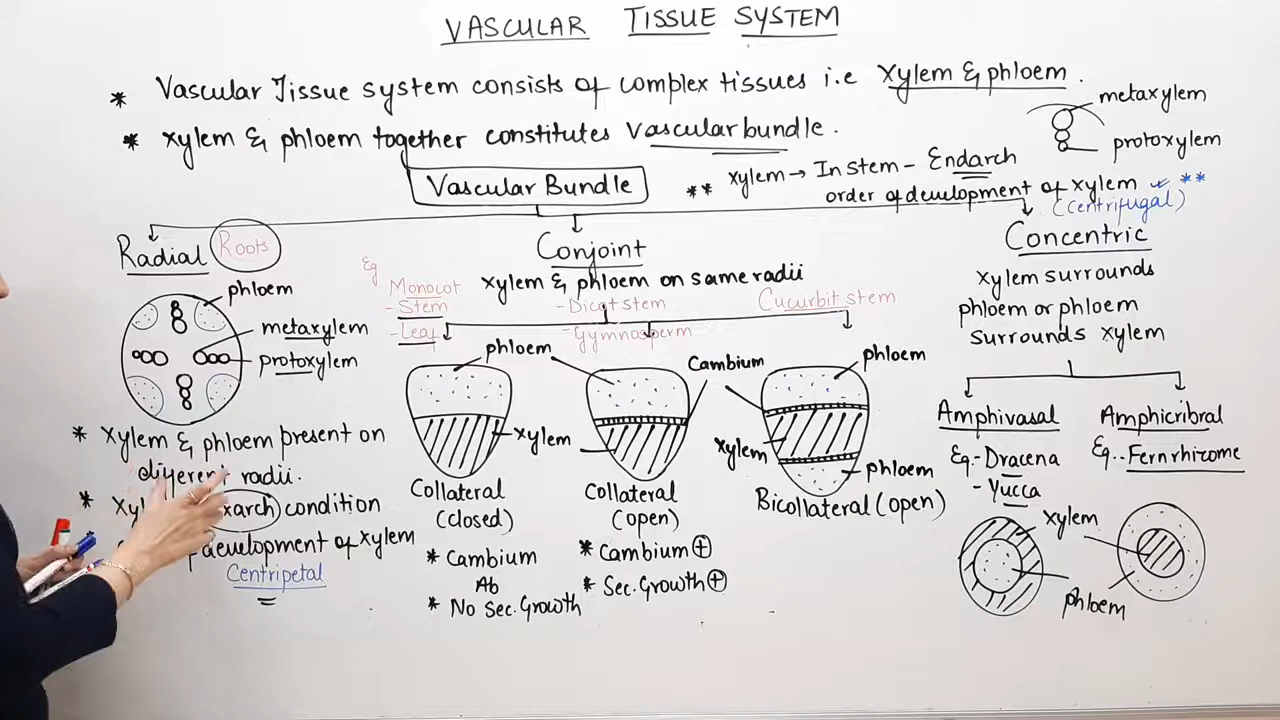 VASCULAR TISSUE SYSTEM
* Vascular Tissue system consists of complex tissues i.e xylem & phloem.
* xylem & phloem together constitutes vascular bundle.
metaxylem
protoxylem
Vascular Bundle
** xylem → In stem - Endarch
order of development of xylem **
(centrifugal)
Radial Roots
phloem
metaxylem
protoxylem
* xylem & phloem present on
different radii.
* xarch condition
development of xylem
Centripetal
Conjoint
xylem & phloem on same radii
Eg Monocot
- Stem
- Leaf
- Dicot stem
- Gymnosperm
Cucurbit stem
phloem
Cambium
phloem
xylem
xylem
phloem
Collateral
(closed)
* Cambium
Ab
* No Sec. Growth
Collateral
(open)
* Cambium +
* Sec. Growth +
Bicollateral (open)
Concentric
xylem surrounds
phloem or phloem
surrounds xylem
Amphivasal
Eg.- Dracena
- Yucca
Amphicribral
Eg.. Fern rhizome
xylem
phloem